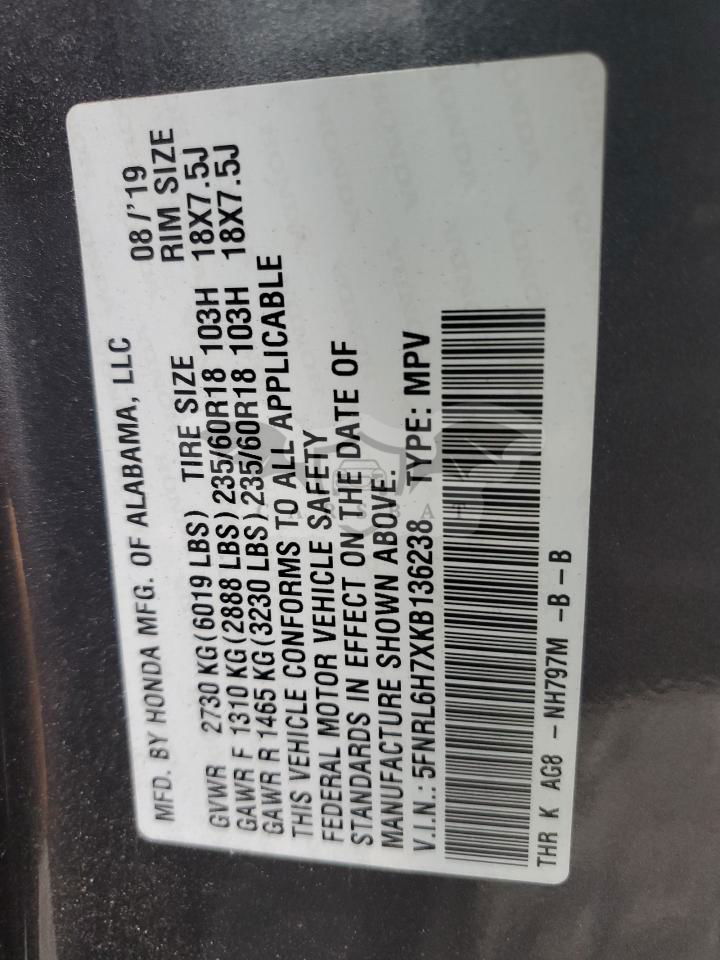 MFD. BY HONDA MFG. OF ALABAMA, LLC 08/'19
TIRE SIZE RIM SIZE
GVWR 2730 KG(6019 LBS)
GAWR F 1310 KG(2888 LBS)235/60R18 103H 18X7.5J
GAWR R 1465 KG(3230 LBS)235/60R18 103H 18X7.5J
THIS VEHICLE CONFORMS TO ALL APPLICABLE
FEDERAL MOTOR VEHICLE SAFETY
STANDARDS IN EFFECT ON THE DATE OF
MANUFACTURE SHOWN ABOVE.
V.I.N.:5FNRL6H7XKB136238 TYPE: MPV
THR K AG8 - NH797M -B - B